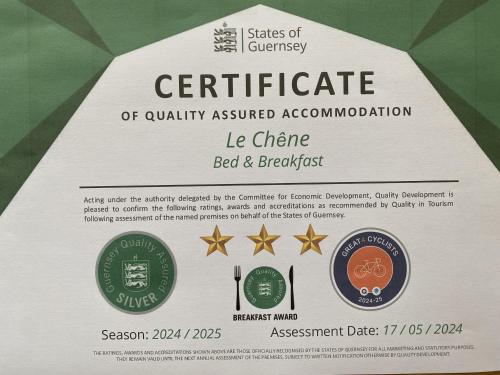 States of
Guernsey
CERTIFICATE
OF QUALITY ASSURED ACCOMMODATION
Le Chêne
Bed & Breakfast
Acting under the authority delegated by the Committee for Economic Development, Quality Development is
pleased to confirm the following ratings, awards and accreditations as recommended by Quality in Tourism
following assessment of the named premises on behalf of the States of Guernsey.
Guernsey Quality Assured
SILVER
Guernsey Quality
BREAKFAST AWARD
GREAT4 CYCLISTS
2024-25
Season: 2024 / 2025
Assessment Date: 17 / 05 / 2024
THE RATINGS, AWARDS AND ACCREDITATIONS SHOWN ABOVE ARE THOSE OFFICIALLY RECOGNISED BY THE STATES OF GUERNSEY FOR ALL MARKETING AND STATUTORY PURPOSES.
THEY REMAIN VALID UNTIL THE NEXT ANNUAL ASSESSMENT OF THE PREMISES, SUBJECT TO WRITTEN NOTIFICATION OTHERWISE BY QUALITY DEVELOPMENT.